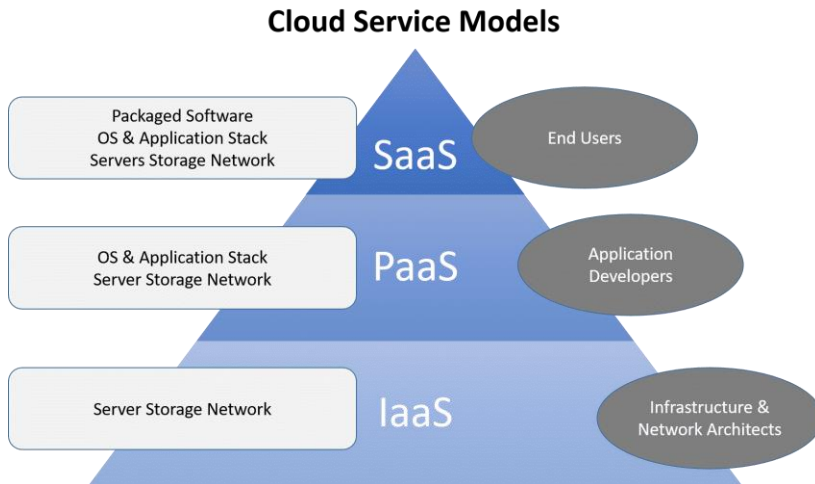 Cloud Service Models
Packaged Software
OS & Application Stack
Servers Storage Network
SaaS
End Users
OS & Application Stack
Server Storage Network
PaaS
Application
Developers
Server Storage Network
IaaS
Infrastructure &
Network Architects